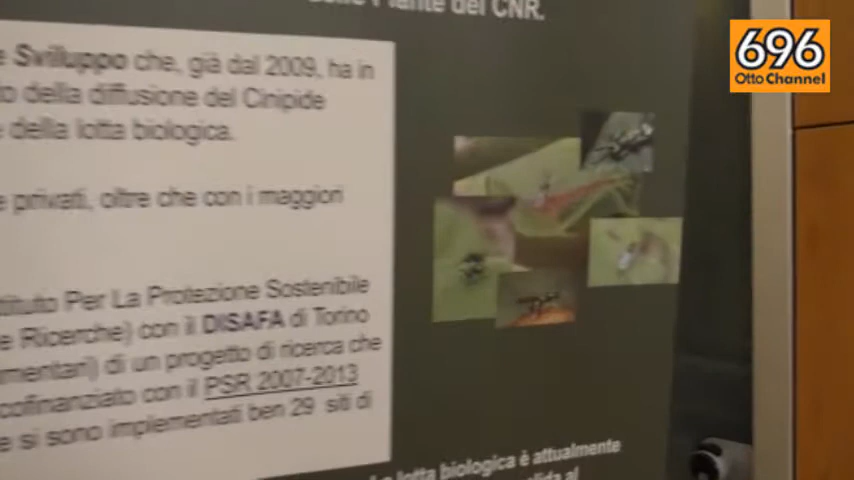 Piante del CNR.
696
Otto Channel
e Sviluppo che, già dal 2009, ha in
della diffusione del Cinipide
e della lotta biologica.
e privati, oltre che con i maggiori
tituto Per La Protezione Sostenibile
e Ricerche) con il DISAFA di Torino
mentari) di un progetto di ricerca che
cofinanziato con il PSR 2007-2013
e si sono implementati ben 29 siti di
lotta biologica è attualmente
al